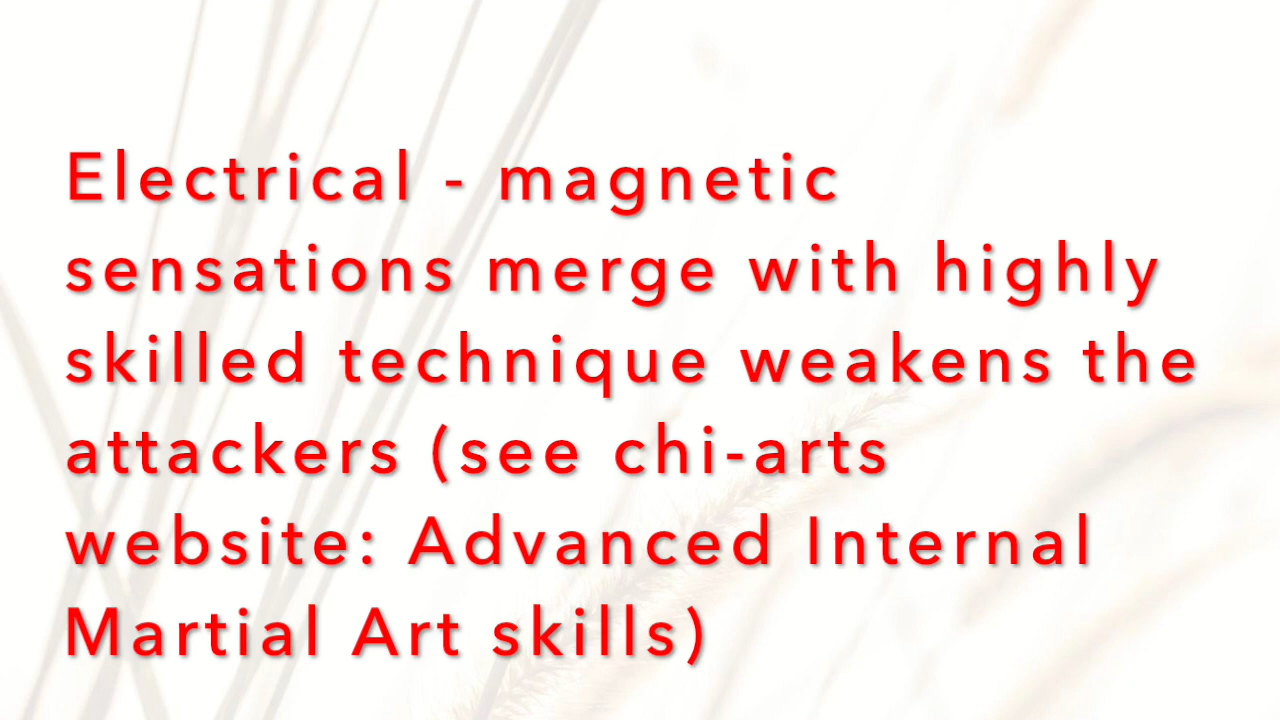 Electrical - magnetic
sensations merge with highly
skilled technique weakens the
attackers (see chi-arts
website: Advanced Internal
Martial Art skills)